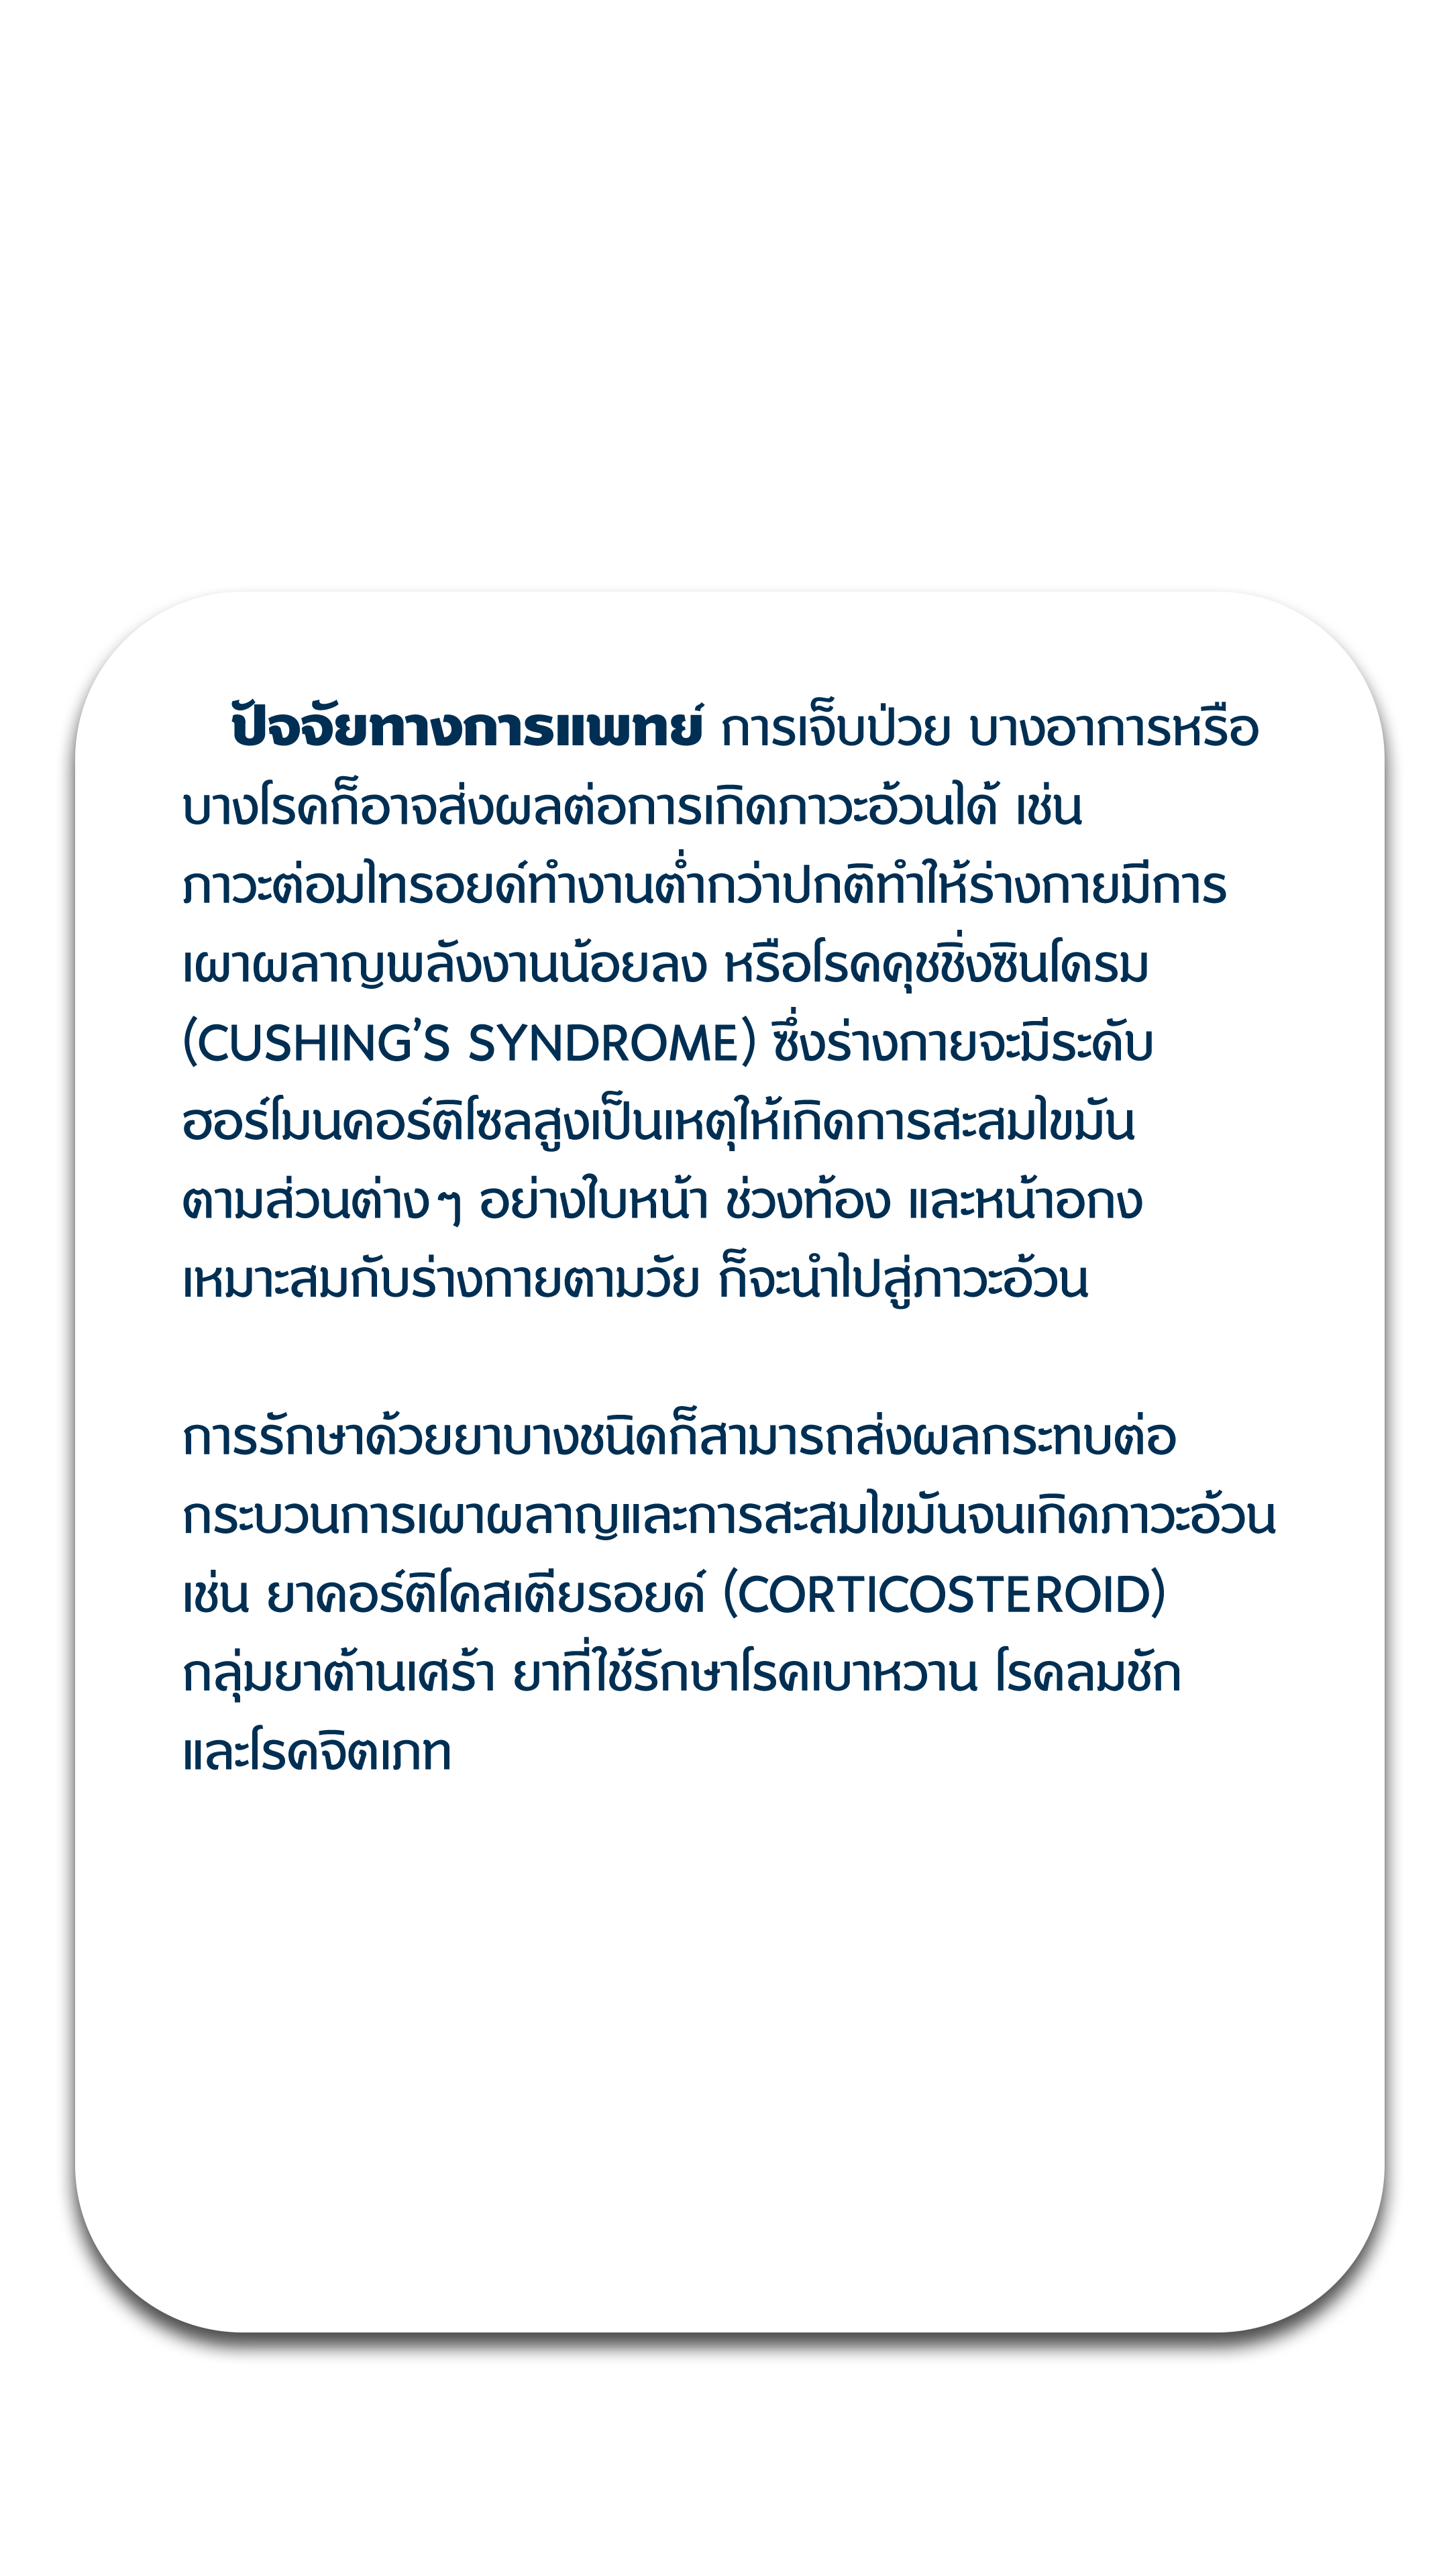 ปัจจัยทางการแพทย์ การเจ็บป่วย บางอาการหรือ
บางโรคก็อาจส่งผลต่อการเกิดภาวะอ้วนได้ เช่น
ภาวะต่อมไทรอยด์ทำงานต่ำกว่าปกติทำให้ร่างกายมีการ
เผาผลาญพลังงานน้อยลง หรือโรคคุชชิ่งซินโดรม
(CUSHING’S SYNDROME) ซึ่งร่างกายจะมีระดับ
ฮอร์โมนคอร์ติโซลสูงเป็นเหตุให้เกิดการสะสมไขมัน
ตามส่วนต่างๆ อย่างใบหน้า ช่วงท้อง และหน้าอกง
เหมาะสมกับร่างกายตามวัย ก็จะนำไปสู่ภาวะอ้วน
การรักษาด้วยยาบางชนิดก็สามารถส่งผลกระทบต่อ
กระบวนการเผาผลาญและการสะสมไขมันจนเกิดภาวะอ้วน
เช่น ยาคอร์ติโคสเตียรอยด์ (CORTICOSTEROID)
กลุ่มยาต้านเศร้า ยาที่ใช้รักษาโรคเบาหวาน โรคลมชัก
และโรคจิตเภท